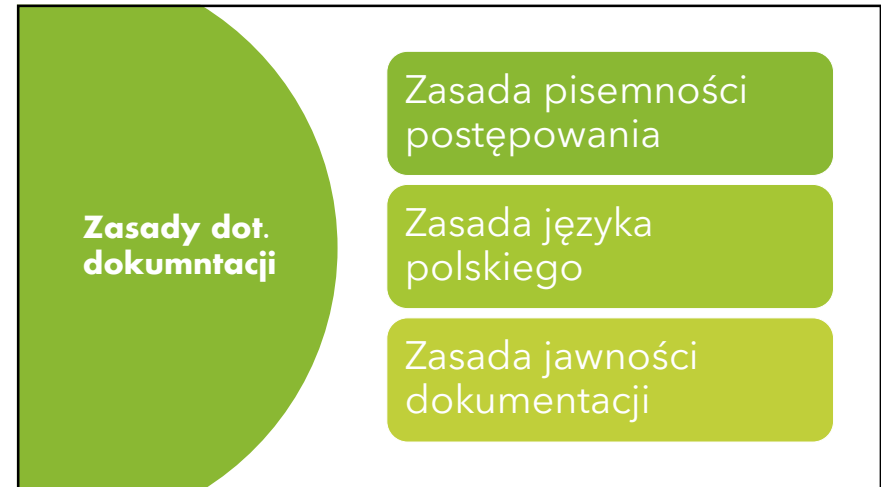 Zasady dot.
dokumntacji
Zasada pisemności
postępowania
Zasada języka
polskiego
Zasada jawności
dokumentacji